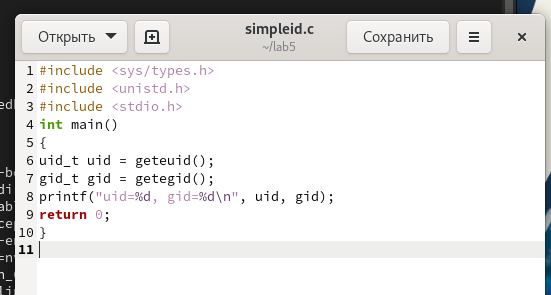 Открыть
simpleid.c
~/lab5
Сохранить
1 #include <sys/types.h>
2 #include <unistd.h>
3 #include <stdio.h>
4 int main()
5 {
6 uid_t uid = geteuid();
7 gid_t gid = getegid();
8 printf("uid=%d, gid=%d\n", uid, gid);
9 return 0;
10 }
11